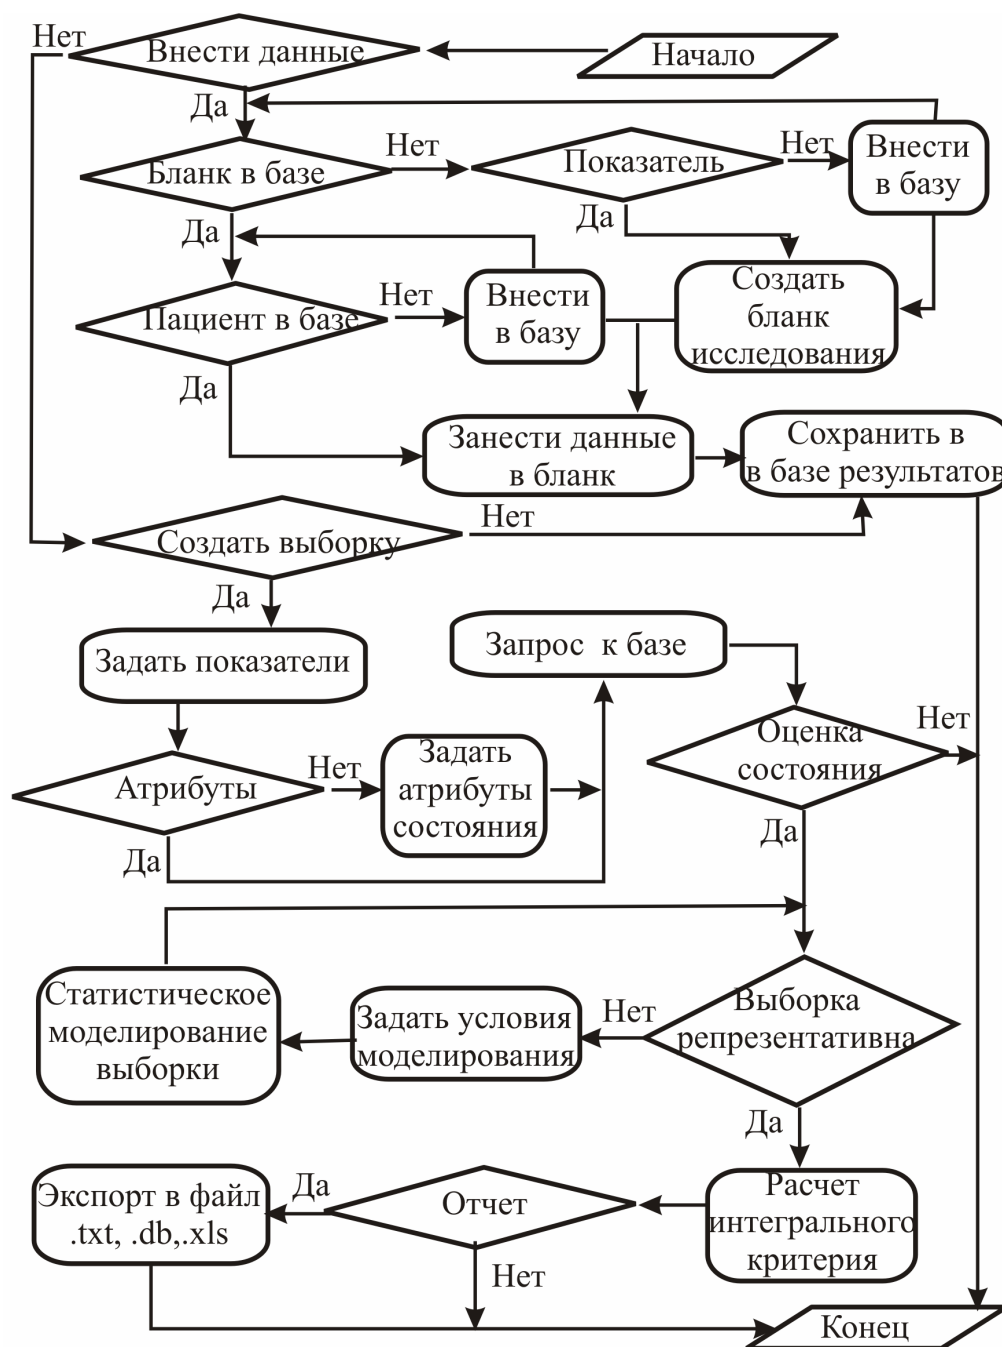 Нет
Внести данные
Начало
Да
Бланк в базе
Нет
Показатель
Нет
Внести
в базу
Да
Да
Пациент в базе
Нет
Внести
в базу
Создать
бланк
исследования
Да
Занести данные
в бланк
Сохранить в
в базе результатов
Создать выборку
Нет
Да
Задать показатели
Запрос к базе
Оценка
состояния
Нет
Атрибуты
Нет
Задать
атрибуты
состояния
Да
Да
Статистическое
моделирование
выборки
Задать условия
моделирования
Нет
Выборка
репрезентативна
Да
Экспорт в файл
.txt, .db,.xls
Да
Отчет
Расчет
интегрального
критерия
Нет
Конец